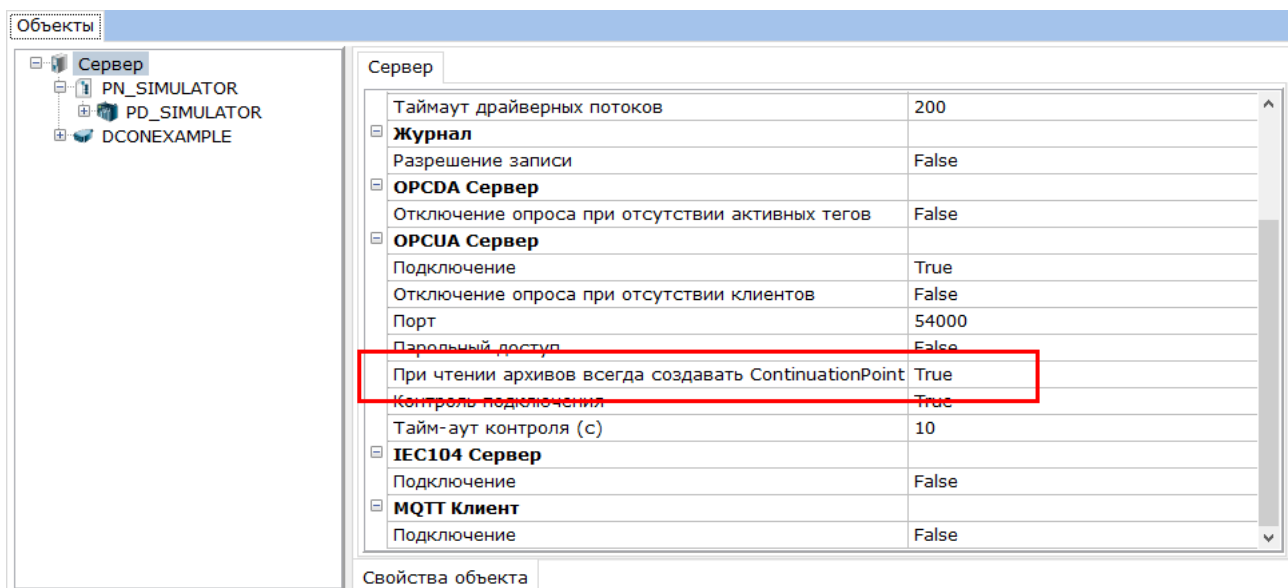 Объекты
Сервер
PN_SIMULATOR
PD_SIMULATOR
DCONEXAMPLE
Сервер
Таймаут драйверных потоков 200
Журнал
Разрешение записи False
OPCDA Сервер
Отключение опроса при отсутствии активных тегов False
OPCUA Сервер
Подключение True
Отключение опроса при отсутствии клиентов False
Порт 54000
Парольный доступ False
При чтении архивов всегда создавать ContinuationPoint True
Контроль подключения True
Тайм-аут контроля (с) 10
IEC104 Сервер
Подключение False
MQTT Клиент
Подключение False
Свойства объекта